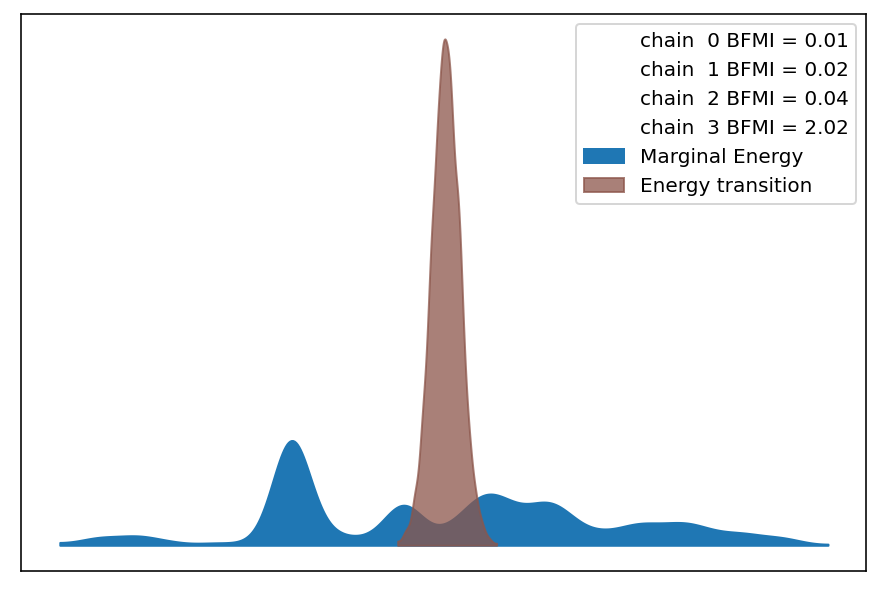 chain  0 BFMI = 0.01
chain  1 BFMI = 0.02
chain  2 BFMI = 0.04
chain  3 BFMI = 2.02
Marginal Energy
Energy transition